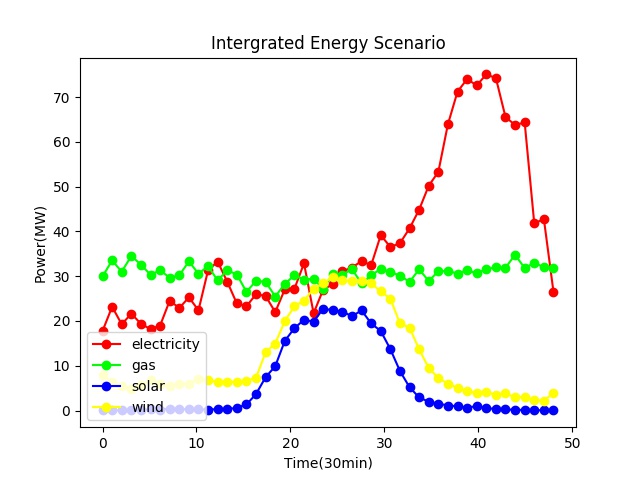 Intergrated Energy Scenario
Power(MW)
70
60
50
40
30
20
10
0
electricity
gas
solar
wind
0 10 20 30 40 50
Time(30min)